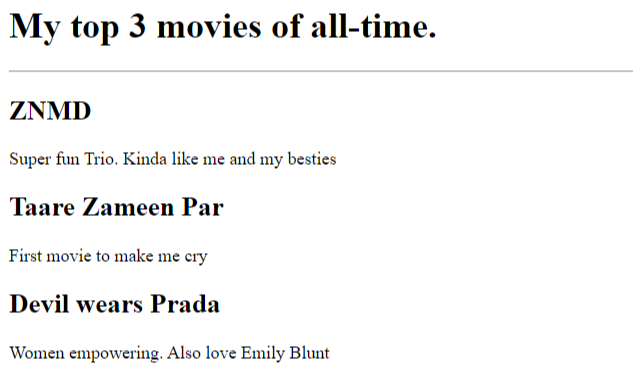 My top 3 movies of all-time.
ZNMD
Super fun Trio. Kinda like me and my besties
Taare Zameen Par
First movie to make me cry
Devil wears Prada
Women empowering. Also love Emily Blunt